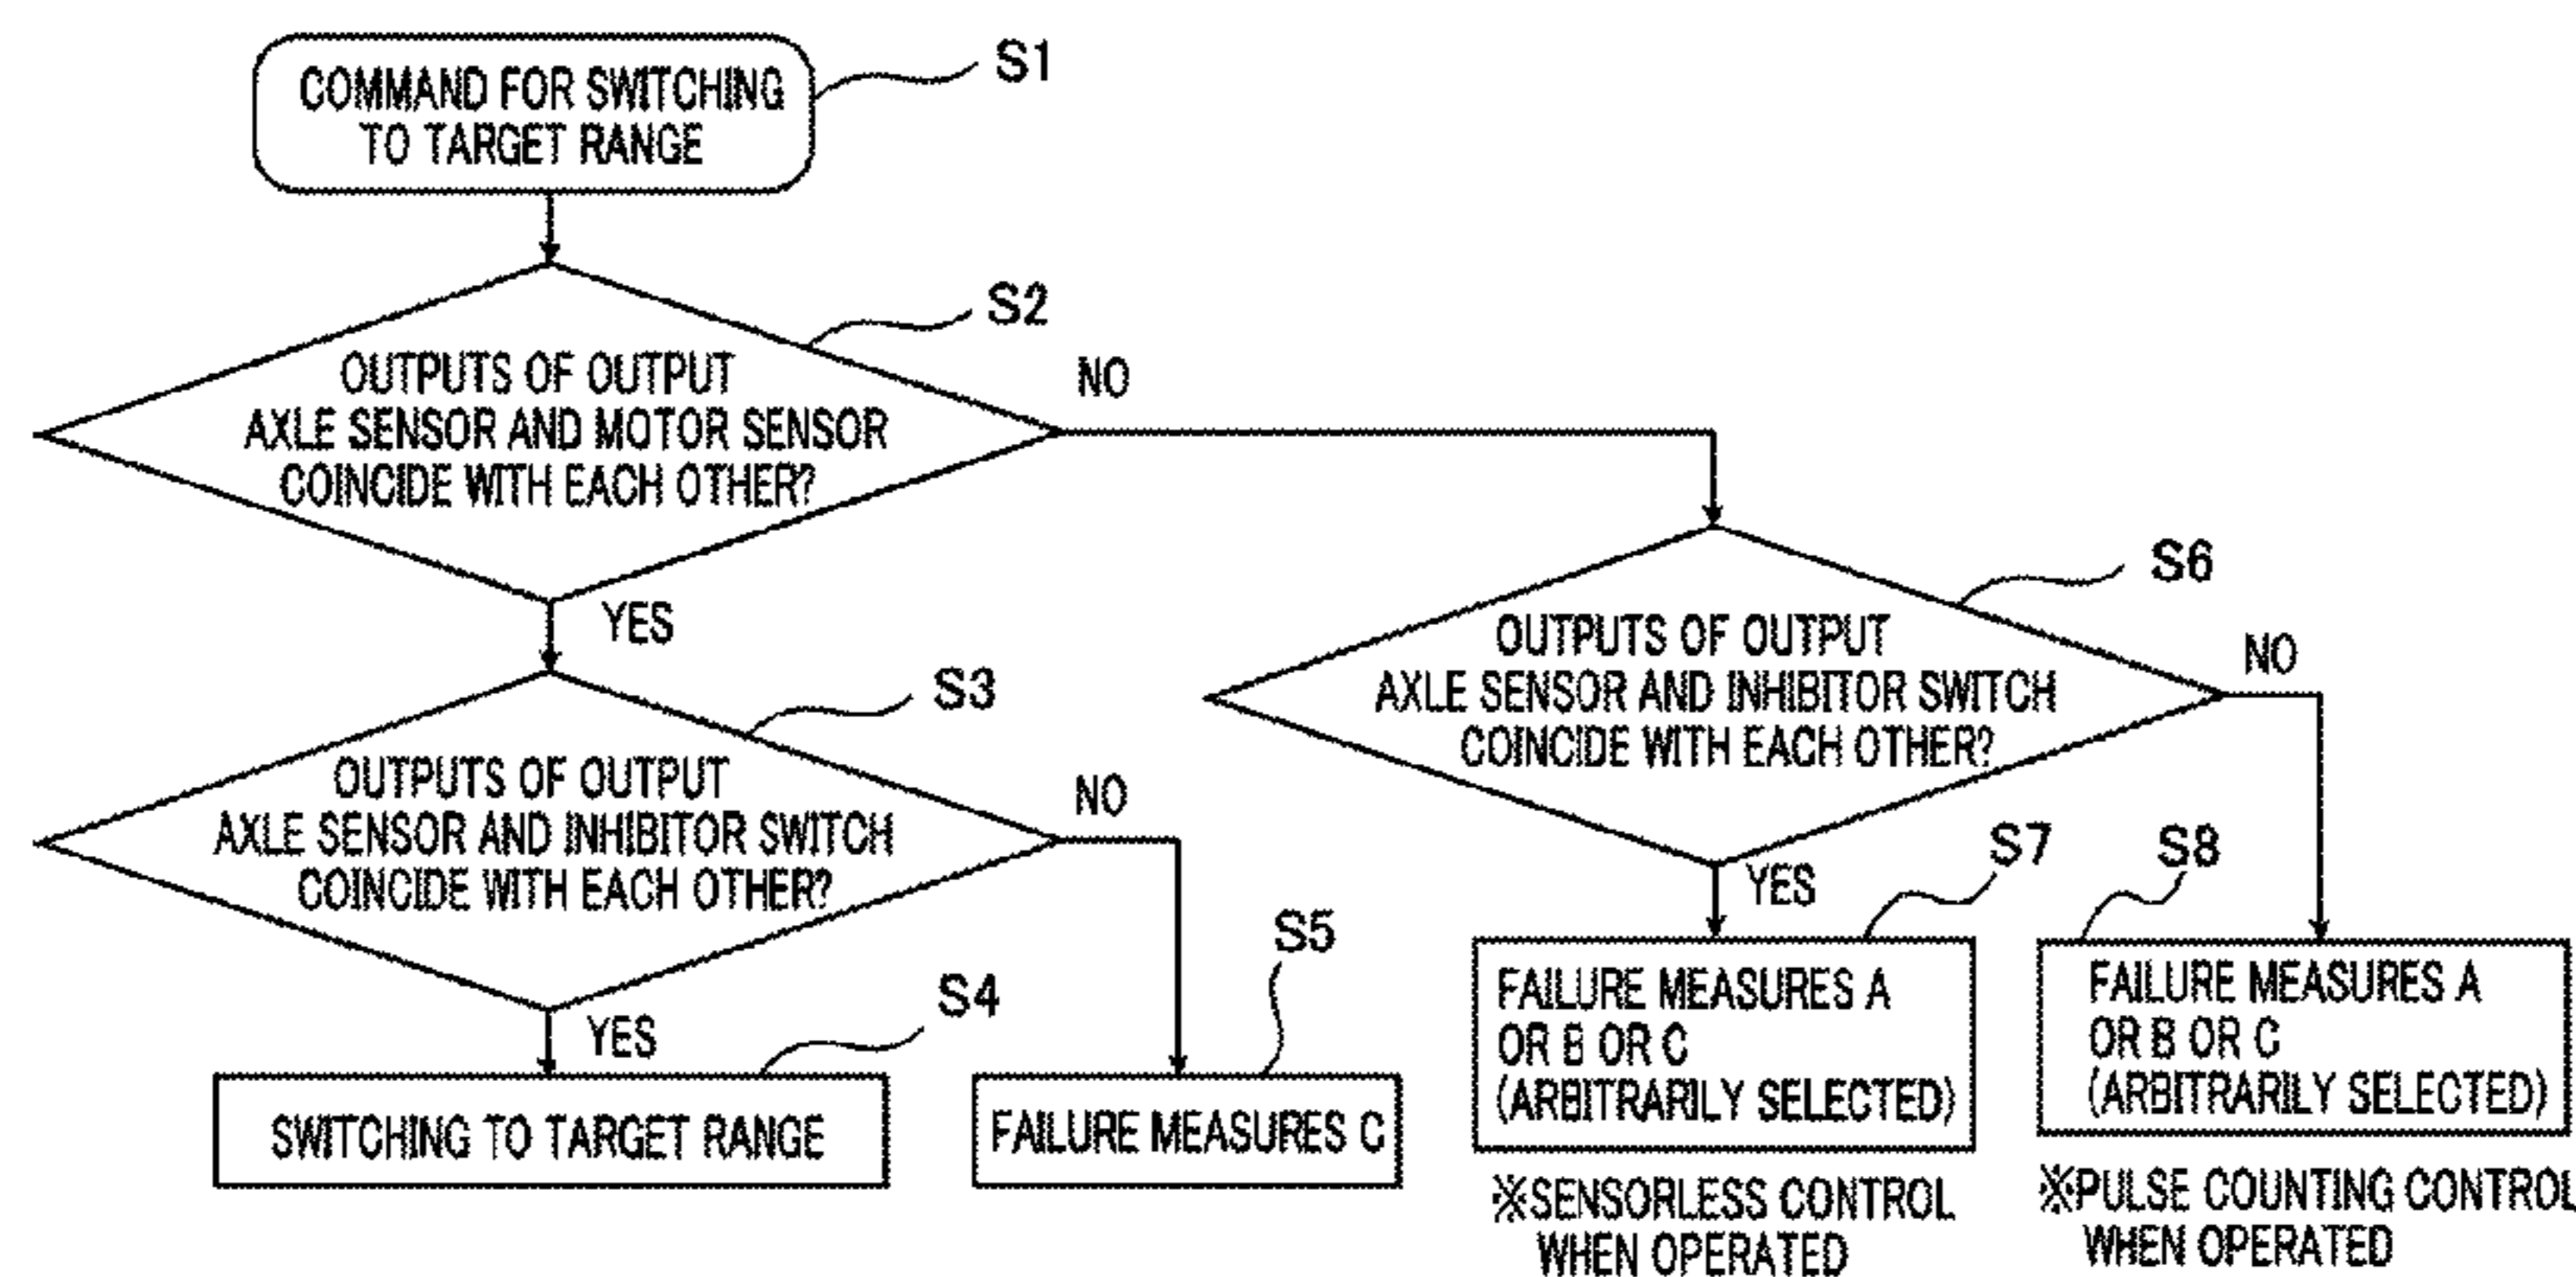 S1
COMMAND FOR SWITCHING
TO TARGET RANGE
S2
OUTPUTS OF OUTPUT
AXLE SENSOR AND MOTOR SENSOR
COINCIDE WITH EACH OTHER?
NO
YES
S3
OUTPUTS OF OUTPUT
AXLE SENSOR AND INHIBITOR SWITCH
COINCIDE WITH EACH OTHER?
NO
YES
S4
SWITCHING TO TARGET RANGE
S5
FAILURE MEASURES C
S6
OUTPUTS OF OUTPUT
AXLE SENSOR AND INHIBITOR SWITCH
COINCIDE WITH EACH OTHER?
NO
YES
S7
FAILURE MEASURES A
OR B OR C
(ARBITRARILY SELECTED)
※SENSORLESS CONTROL
WHEN OPERATED
S8
FAILURE MEASURES A
OR B OR C
(ARBITRARILY SELECTED)
※PULSE COUNTING CONTROL
WHEN OPERATED